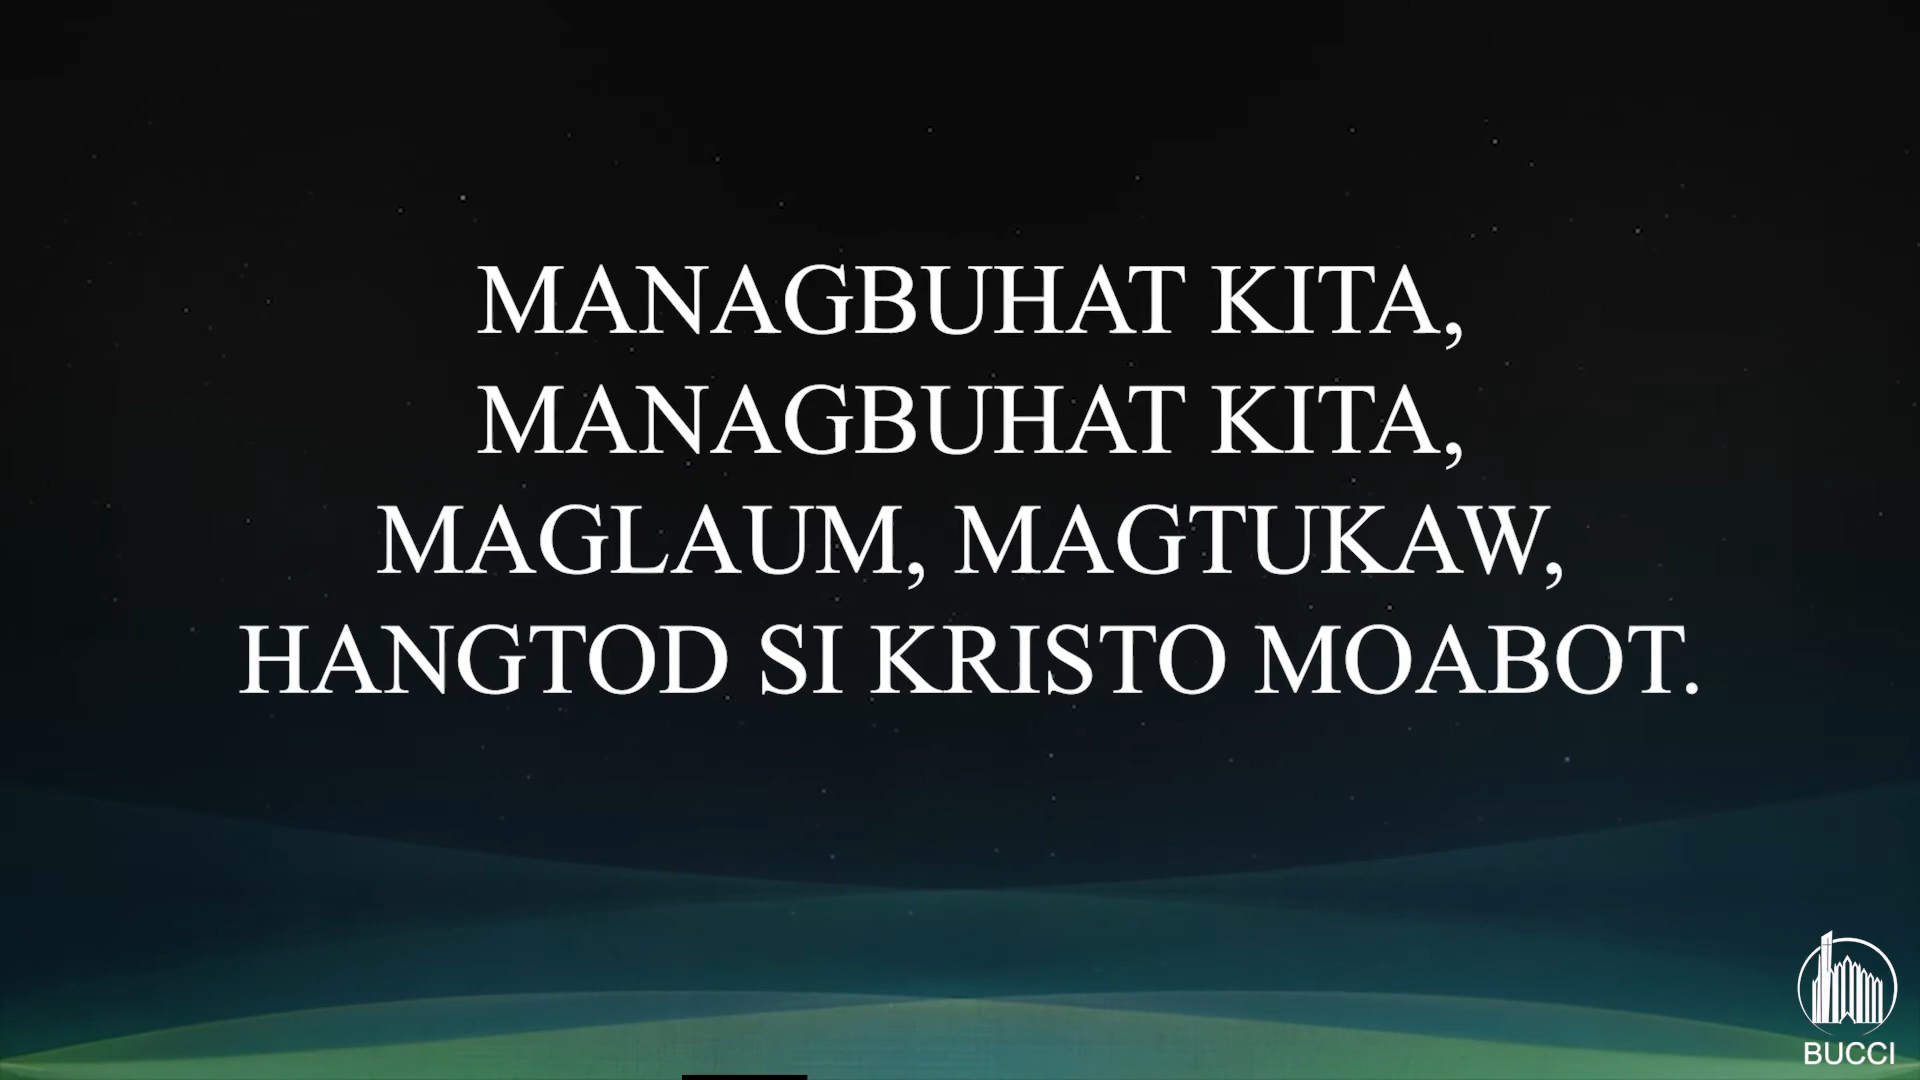 MANAGBUHAT KITA,
MANAGBUHAT KITA,
MAGLAUM, MAGTUKAW,
HANGTOD SI KRISTO MOABOT.
BUCCI